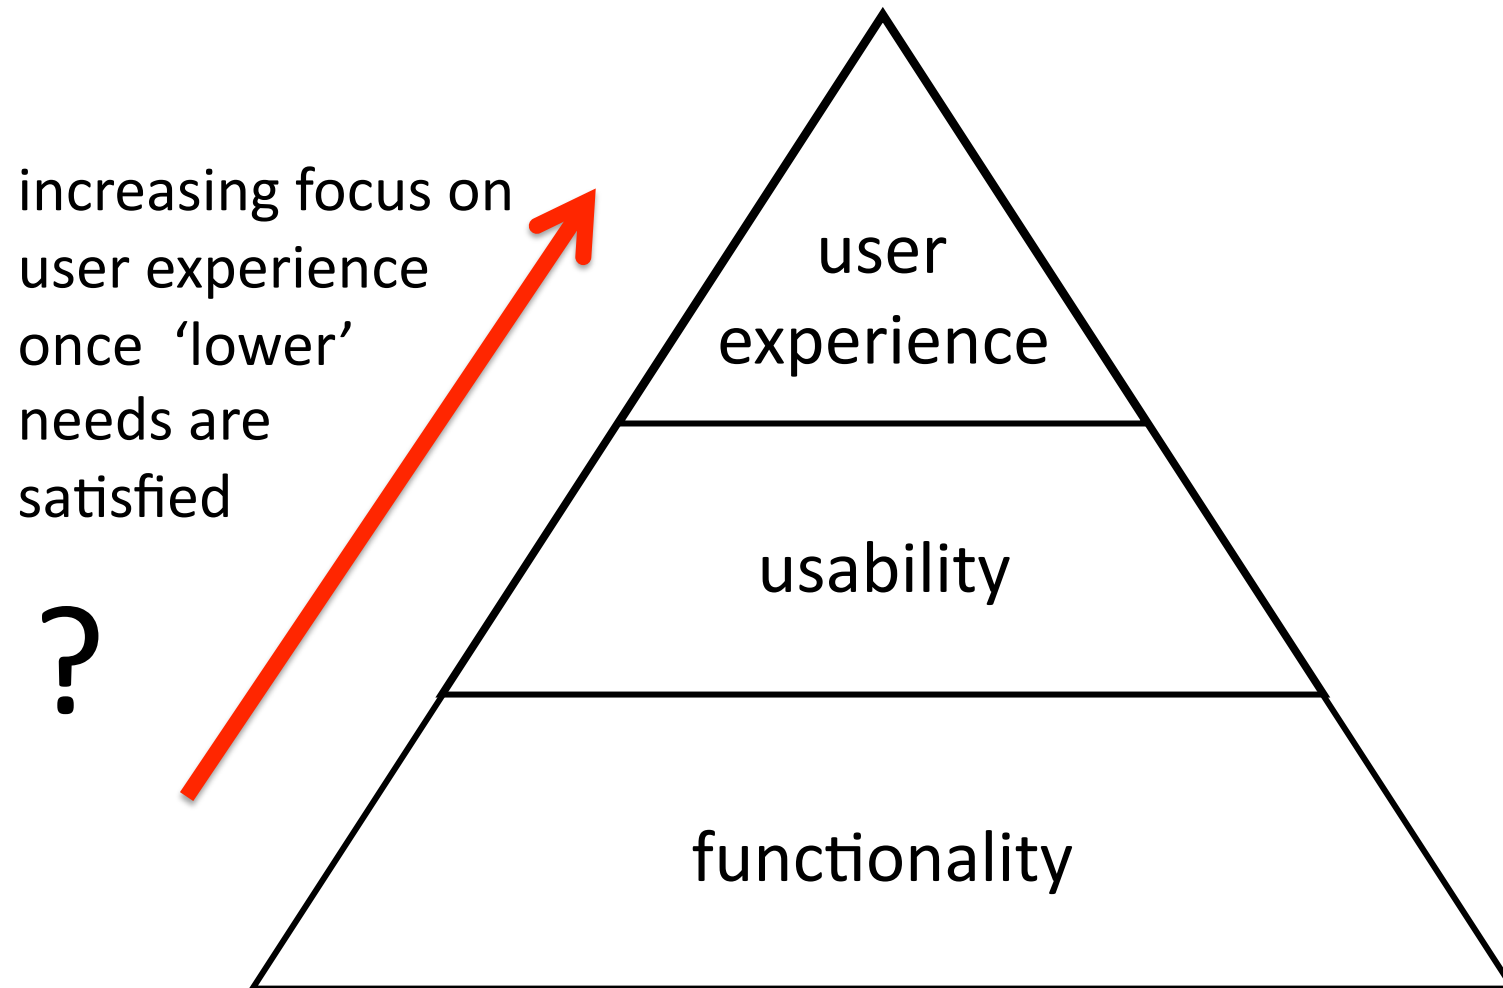 increasing focus on
user experience
once ‘lower’
needs are
satisfied
?
user
experience
usability
functionality